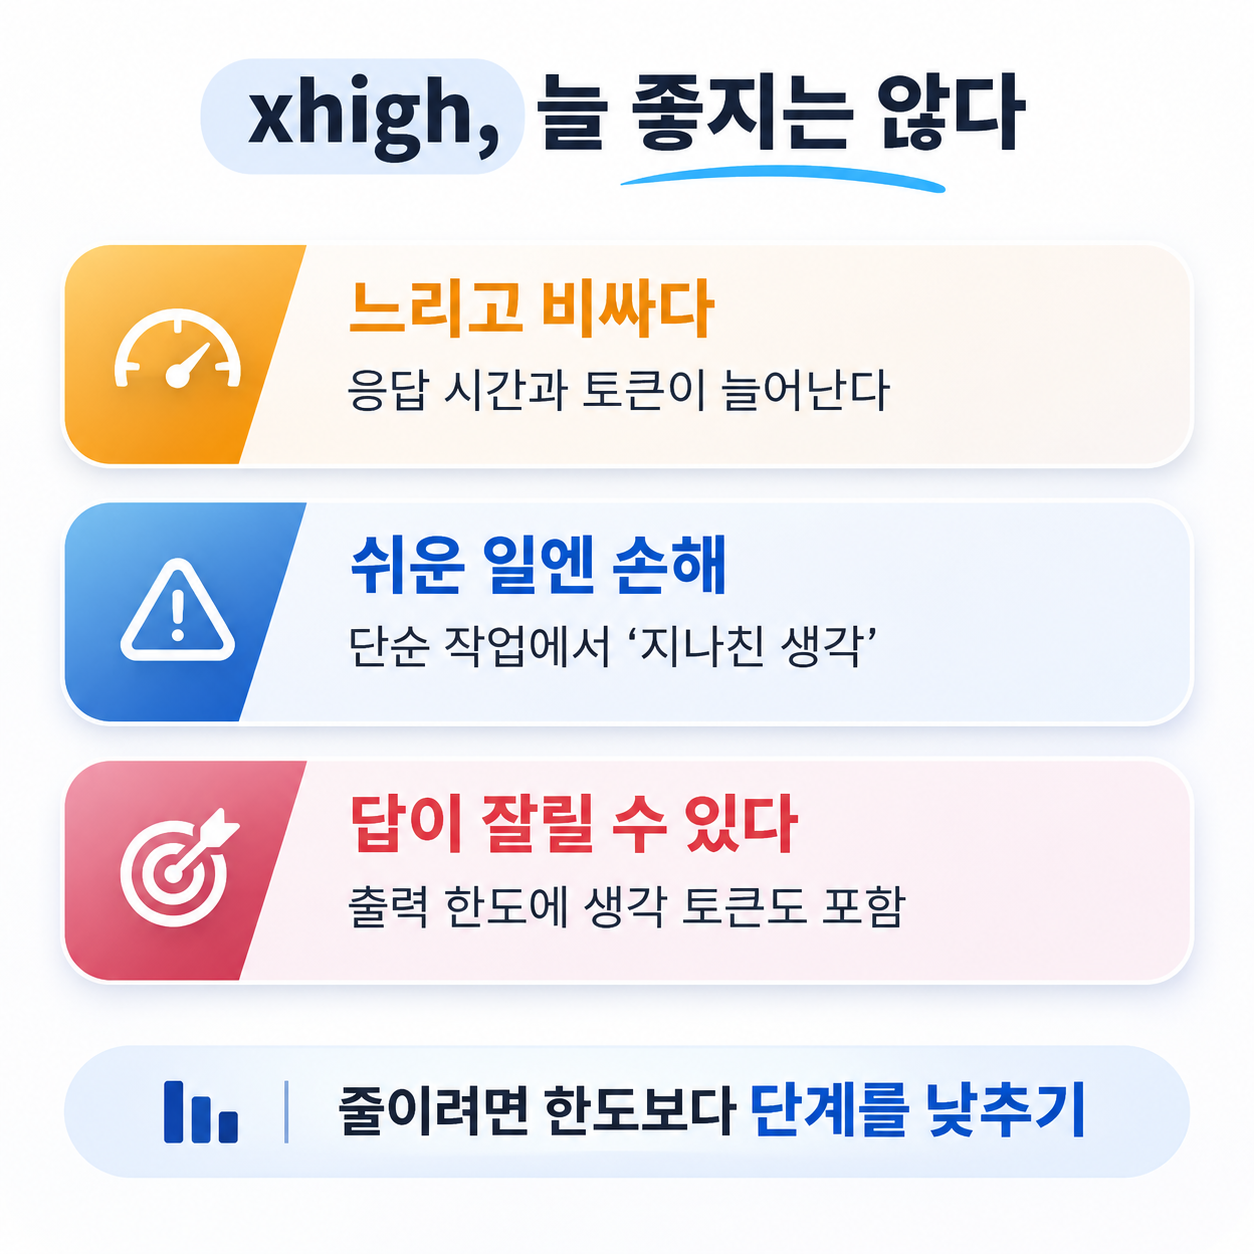 xhigh, 늘 좋지는 않다
느리고 비싸다
응답 시간과 토큰이 늘어난다
쉬운 일엔 손해
단순 작업에서 ‘지나친 생각’
답이 잘릴 수 있다
출력 한도에 생각 토큰도 포함
줄이려면 한도보다 단계를 낮추기